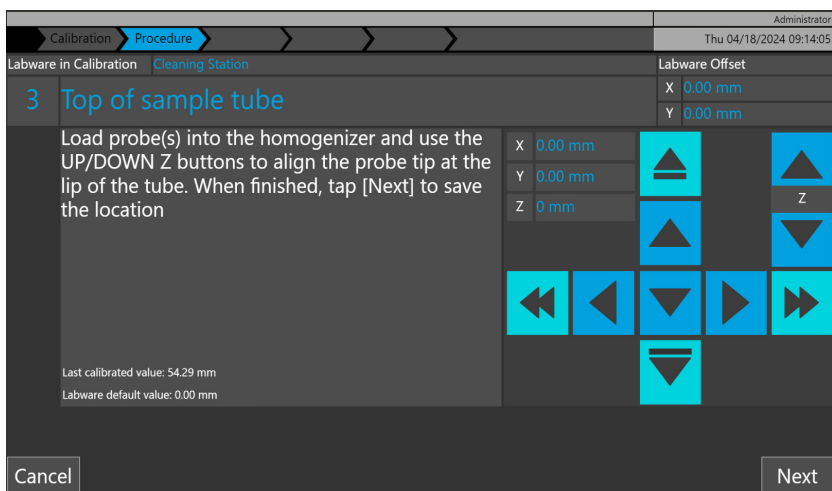 Administrator
Calibration Procedure
Thu 04/18/2024 09:14:05
Labware in Calibration Cleaning Station
Labware Offset
X 0.00 mm
Y 0.00 mm
3 Top of sample tube
Load probe(s) into the homogenizer and use the
UP/DOWN Z buttons to align the probe tip at the
lip of the tube. When finished, tap [Next] to save
the location
X 0.00 mm
Y 0.00 mm
Z 0 mm
Z
Last calibrated value: 54.29 mm
Labware default value: 0.00 mm
Cancel
Next